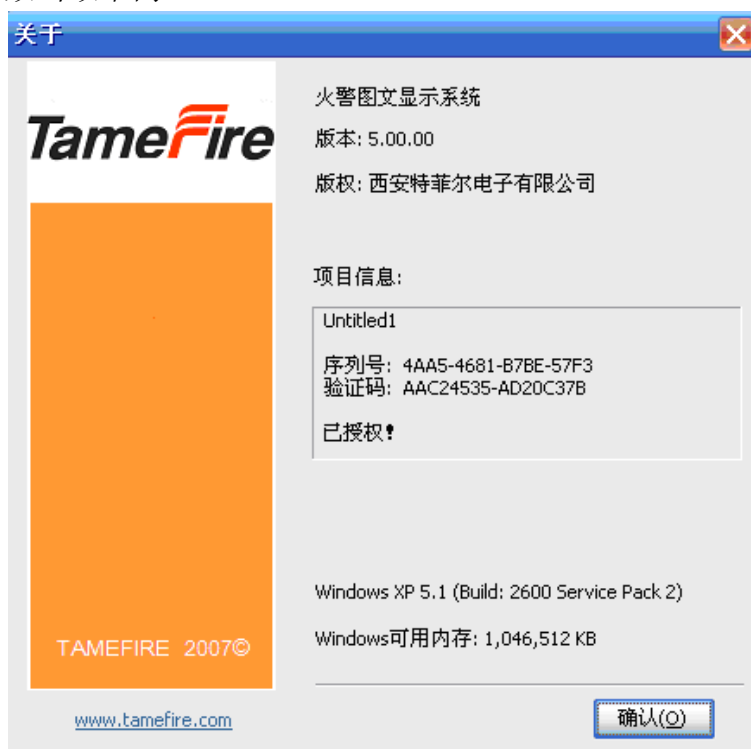 关于
TameFire
火警图文显示系统
版本: 5.00.00
版权: 西安特菲尔电子有限公司
项目信息:
Untitled1
序列号: 4AA5-4681-B7BE-57F3
验证码: AAC24535-AD20C37B
已授权!
Windows XP 5.1 (Build: 2600 Service Pack 2)
Windows可用内存: 1,046,512 KB
TAMEFIRE 2007©
www.tamefire.com
确认(O)